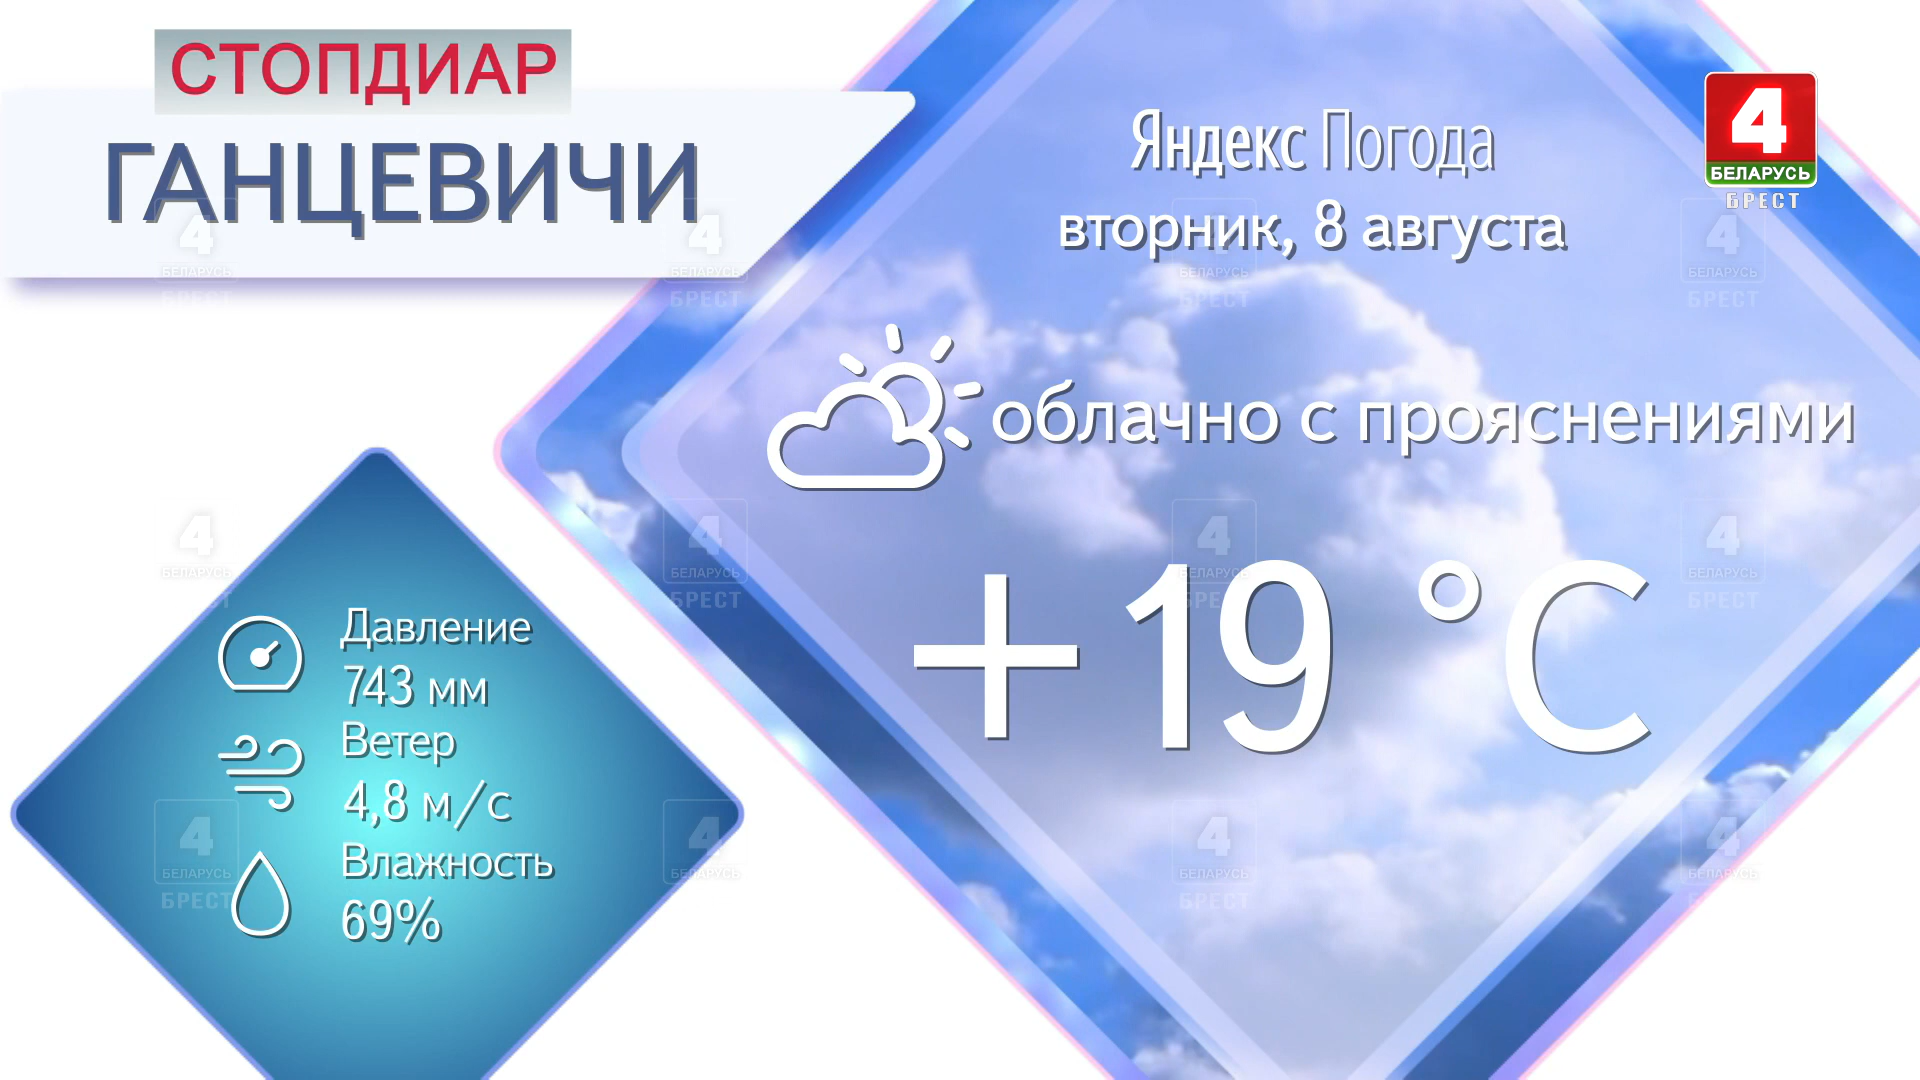 СТОПДИАР
ГАНЦЕВИЧИ
Яндекс Погода
вторник, 8 августа
4
БЕЛАРУСЬ
БРЕСТ
облачно с прояснениями
+19 °C
Давление
743 мм
Ветер
4,8 м/с
Влажность
69%